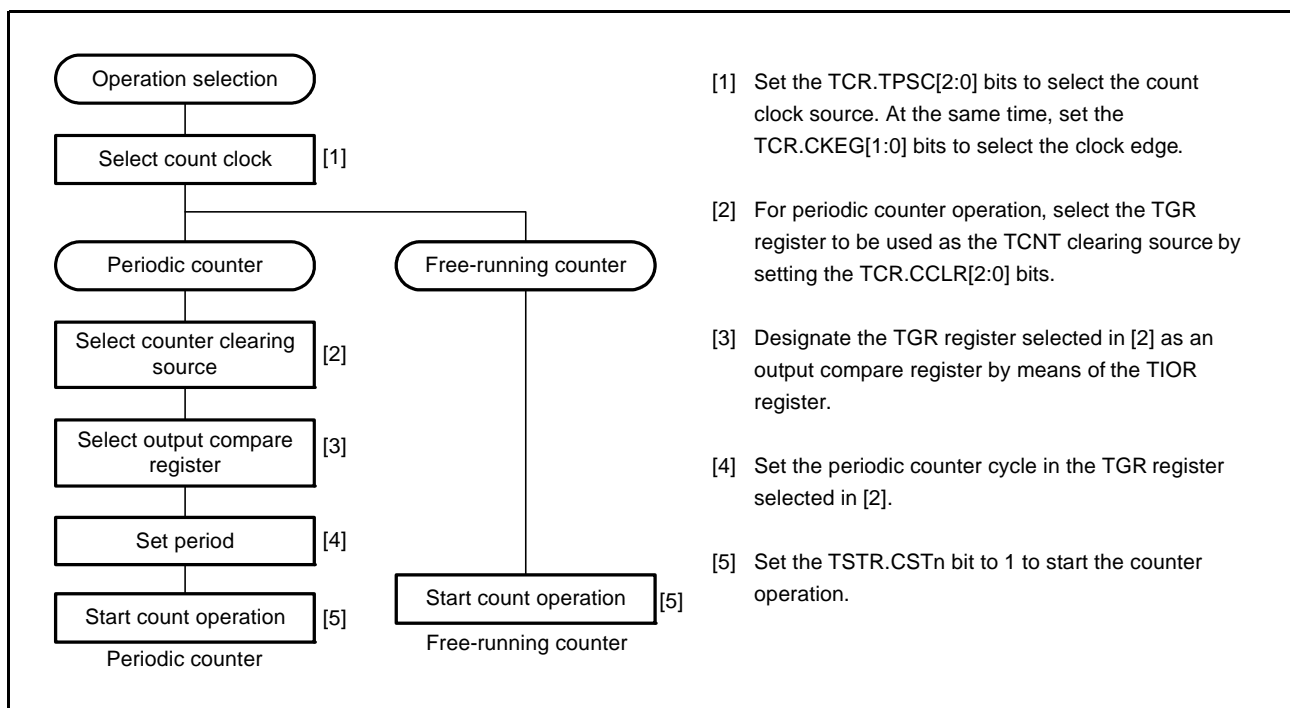 Operation selection
Select count clock
[1]
Periodic counter
Free-running counter
Select counter clearing
source
[2]
Select output compare
register
[3]
Set period
[4]
Start count operation
[5]
Periodic counter
Start count operation
[5]
Free-running counter
[1] Set the TCR.TPSC[2:0] bits to select the count
clock source. At the same time, set the
TCR.CKEG[1:0] bits to select the clock edge.
[2] For periodic counter operation, select the TGR
register to be used as the TCNT clearing source by
setting the TCR.CCLR[2:0] bits.
[3] Designate the TGR register selected in [2] as an
output compare register by means of the TIOR
register.
[4] Set the periodic counter cycle in the TGR register
selected in [2].
[5] Set the TSTR.CSTn bit to 1 to start the counter
operation.